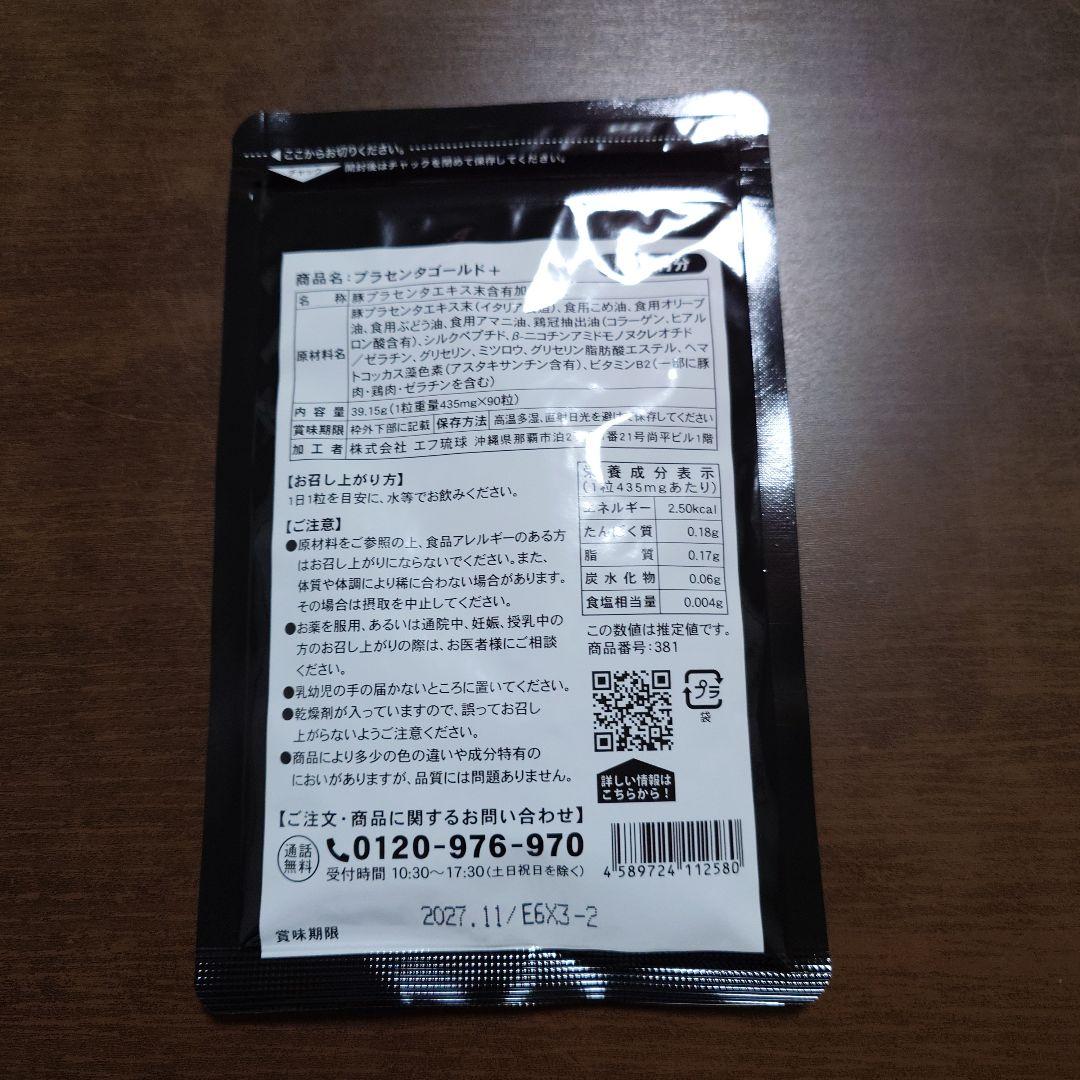 ここからお切りください。
チャック
開封後はチャックを閉めて保存してください。
商品名:プラセンタゴールド+
分
名 称 豚プラセンタエキス末含有加
原材料名 豚プラセンタエキス末(イタリア製造)、食用こめ油、食用オリーブ
油、食用ぶどう油、食用アマニ油、鶏冠抽出油(コラーゲン、ヒアル
ロン酸含有)、シルクペプチド、β-ニコチンアミドモノヌクレオチド
/ゼラチン、グリセリン、ミツロウ、グリセリン脂肪酸エステル、ヘマ
トコッカス藻色素(アスタキサンチン含有)、ビタミンB2(一部に豚
肉・鶏肉・ゼラチンを含む)
内容量 39.15g(1粒重量435mg×90粒)
賞味期限 枠外下部に記載 保存方法 高温多湿、直射日光を避けて保存してください
加工者 株式会社 エフ琉球 沖縄県那覇市泊2 番21号尚平ビル1階
【お召し上がり方】
1日1粒を目安に、水等でお飲みください。
【ご注意】
●原材料をご参照の上、食品アレルギーのある方
はお召し上がりにならないでください。また、
体質や体調により稀に合わない場合があります。
その場合は摂取を中止してください。
●お薬を服用、あるいは通院中、妊娠、授乳中の
方のお召し上がりの際は、お医者様にご相談
ください。
●乳幼児の手の届かないところに置いてください。
●乾燥剤が入っていますので、誤ってお召し
上がらないようご注意ください。
●商品により多少の色の違いや成分特有の
においがありますが、品質には問題ありません。
栄養成分表示
(1粒435mgあたり)
エネルギー 2.50kcal
たんぱく質 0.18g
脂質 0.17g
炭水化物 0.06g
食塩相当量 0.004g
この数値は推定値です。
商品番号:381
プラ
袋
詳しい情報は
こちらから!
【ご注文・商品に関するお問い合わせ】
通話
無料
0120-976-970
受付時間 10:30～17:30(土日祝日を除く)
4 589724 112580
2027.11/E6X3-2
賞味期限